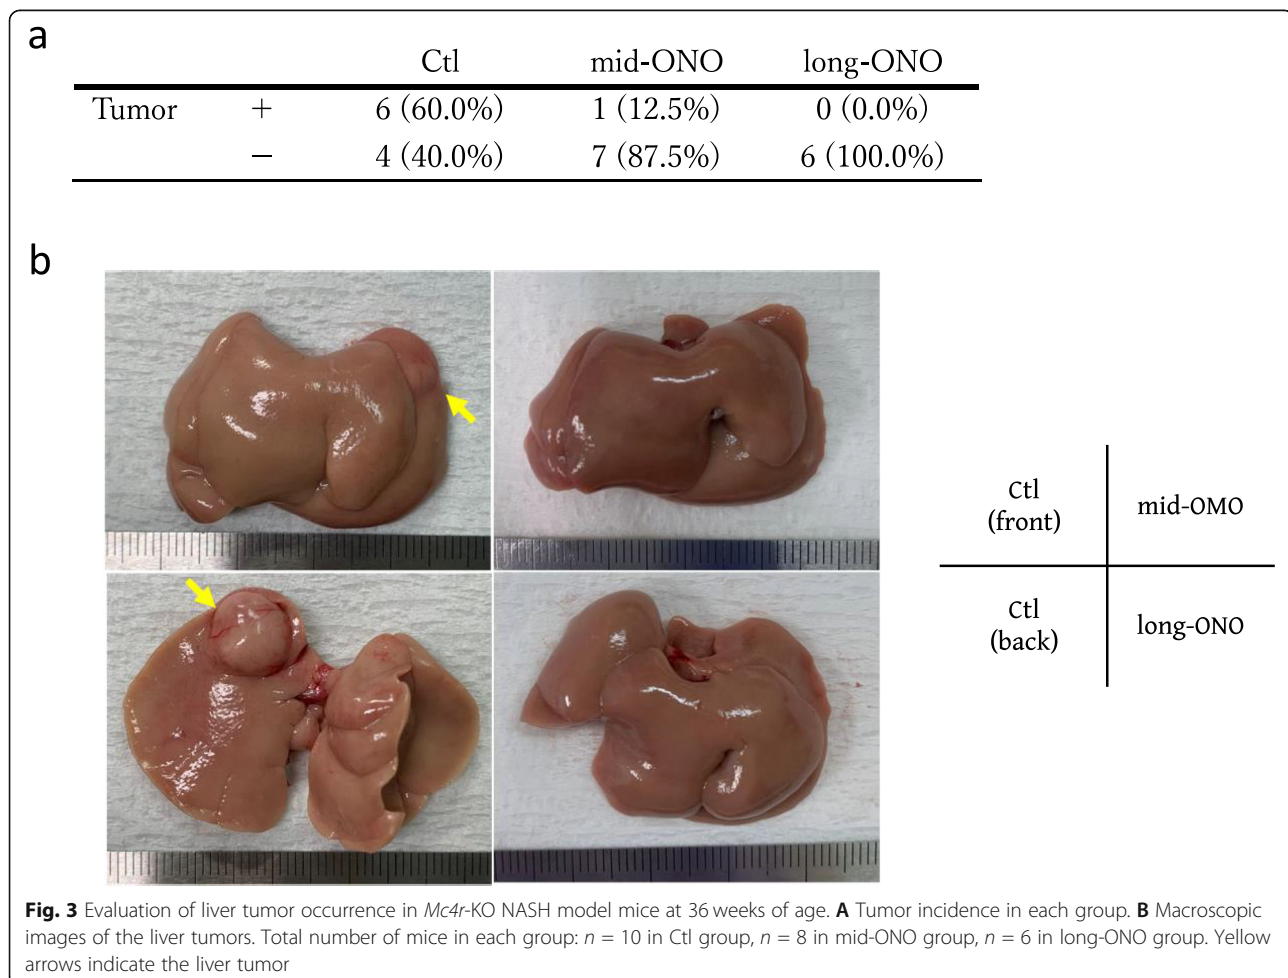 a
Ctl mid-ONO long-ONO
Tumor + 6 (60.0%) 1 (12.5%) 0 (0.0%)
− 4 (40.0%) 7 (87.5%) 6 (100.0%)
b
Ctl
(front)
mid-OMO
Ctl
(back)
long-ONO
Fig. 3 Evaluation of liver tumor occurrence in Mc4r-KO NASH model mice at 36 weeks of age. A Tumor incidence in each group. B Macroscopic
images of the liver tumors. Total number of mice in each group: n = 10 in Ctl group, n = 8 in mid-ONO group, n = 6 in long-ONO group. Yellow
arrows indicate the liver tumor